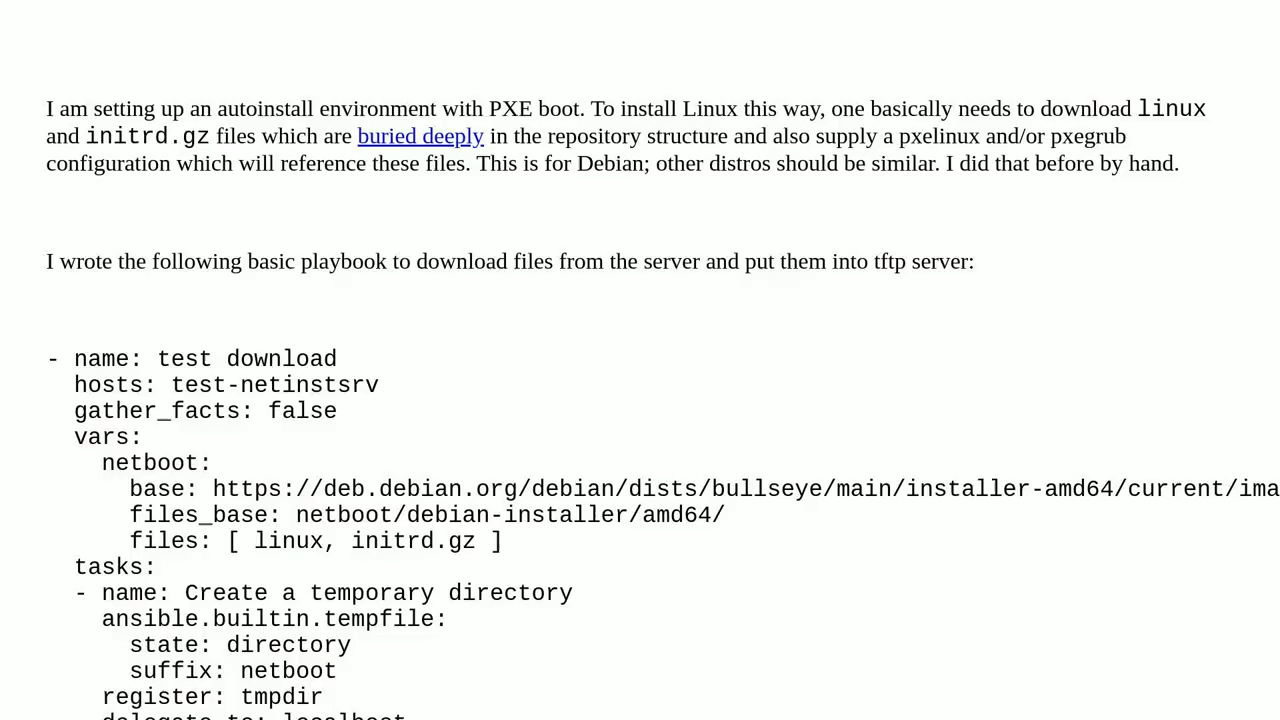 I am setting up an autoinstall environment with PXE boot. To install Linux this way, one basically needs to download linux
and initrd.gz files which are buried deeply in the repository structure and also supply a pxelinux and/or pxegrub
configuration which will reference these files. This is for Debian; other distros should be similar. I did that before by hand.
I wrote the following basic playbook to download files from the server and put them into tftp server:
- name: test download
  hosts: test-netinstsrv
  gather_facts: false
  vars:
    netboot:
      base: https://deb.debian.org/debian/dists/bullseye/main/installer-amd64/current/ima
      files_base: netboot/debian-installer/amd64/
      files: [ linux, initrd.gz ]
  tasks:
  - name: Create a temporary directory
    ansible.builtin.tempfile:
      state: directory
      suffix: netboot
    register: tmpdir
    delegate_to: localhost